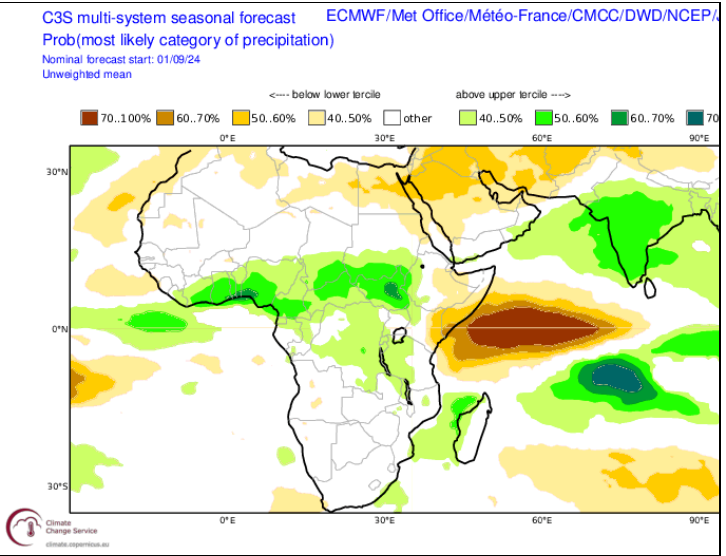 C3S multi-system seasonal forecast ECMWF/Met Office/Météo-France/CMCC/DWD/NCEP/
Prob(most likely category of precipitation)
Nominal forecast start: 01/09/24
Unweighted mean
<---- below lower tercile above upper tercile ---->
70..100% 60..70% 50..60% 40..50% other 40..50% 50..60% 60..70% 70
0°E 30°E 60°E 90°E
30°N
0°N
30°S
0°E 30°E 60°E 90°E
Climate
Change Service
climate.copernicus.eu